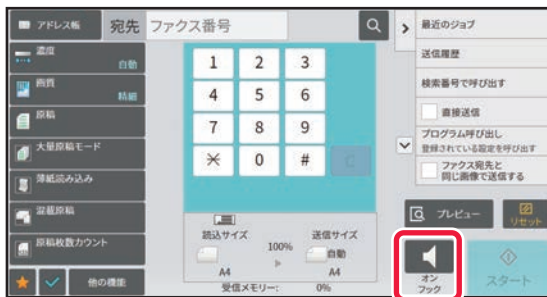 アドレス帳
宛先
ファクス番号
濃度
自動
画質
精細
原稿
大量原稿モード
薄紙読み込み
混載原稿
原稿枚数カウント
他の機能
1 2 3
4 5 6
7 8 9
＊ 0 # C
読込サイズ
100%
送信サイズ
自動
A4
A4
受信メモリー: 0%
最近のジョブ
送信履歴
検索番号で呼び出す
直接送信
プログラム呼び出し
登録されている設定を呼び出す
ファクス宛先と
同じ画像で送信する
プレビュー
リセット
オン
フック
スタート